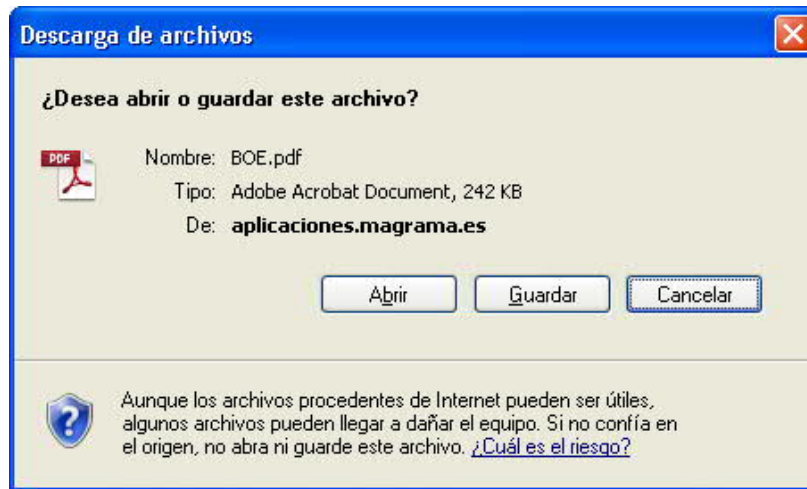 Descarga de archivos
¿Desea abrir o guardar este archivo?
PDF
Nombre: BOE.pdf
Tipo: Adobe Acrobat Document, 242 KB
De: aplicaciones.magrama.es
Abrir Guardar Cancelar
Aunque los archivos procedentes de Internet pueden ser útiles,
algunos archivos pueden llegar a dañar el equipo. Si no confía en
el origen, no abra ni guarde este archivo. ¿Cuál es el riesgo?